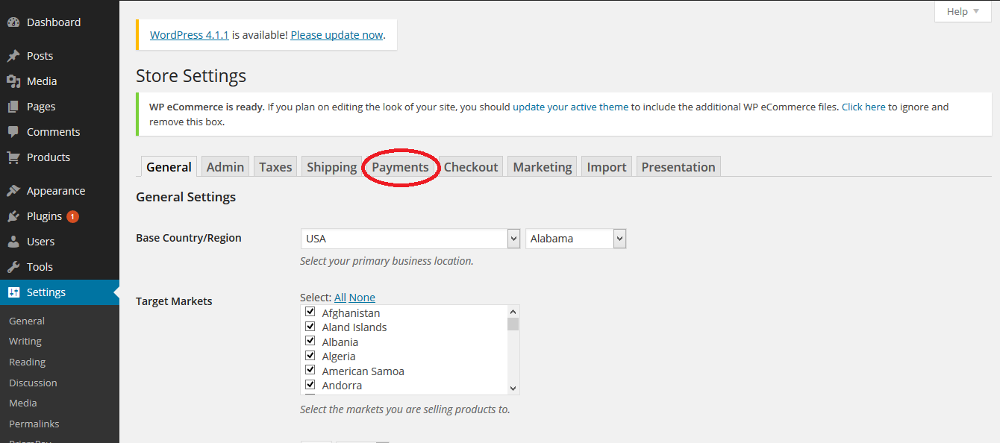 Dashboard
Posts
Media
Pages
Comments
Products
Appearance
Plugins 1
Users
Tools
Settings
General
Writing
Reading
Discussion
Media
Permalinks
Help
WordPress 4.1.1 is available! Please update now.
Store Settings
WP eCommerce is ready. If you plan on editing the look of your site, you should update your active theme to include the additional WP eCommerce files. Click here to ignore and
remove this box.
General Admin Taxes Shipping Payments Checkout Marketing Import Presentation
General Settings
Base Country/Region USA Alabama
Select your primary business location.
Target Markets Select: All None
Afghanistan
Aland Islands
Albania
Algeria
American Samoa
Andorra
Select the markets you are selling products to.